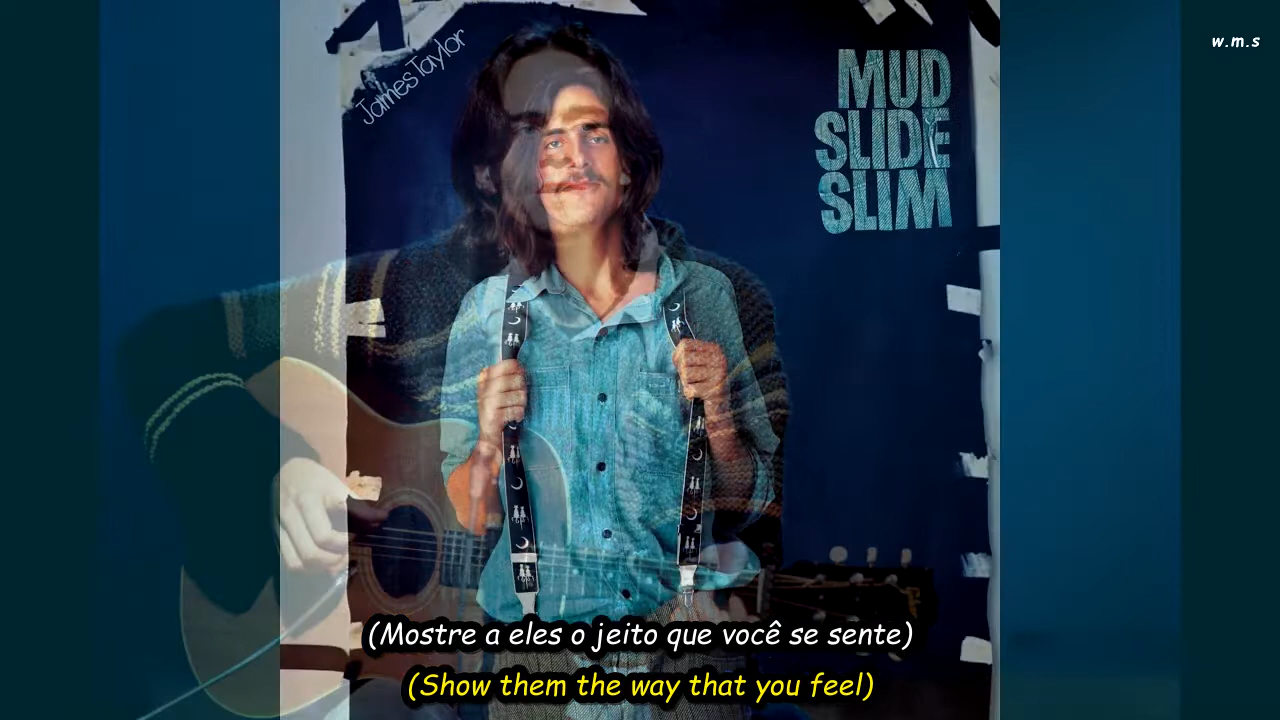 w.m.s
James Taylor
MUD
SLIDE
SLIM
(Mostre a eles o jeito que você se sente)
(Show them the way that you feel)